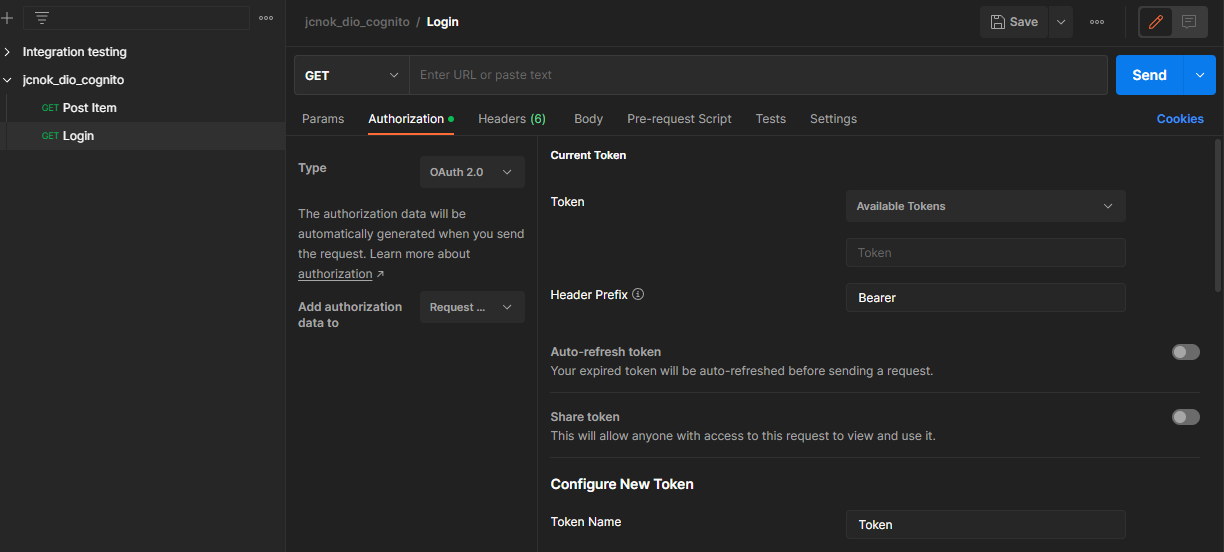 jcnok_dio_cognito / Login
Save
Integration testing
jcnok_dio_cognito
GET Post Item
GET Login
GET
Enter URL or paste text
Send
Params Authorization Headers (6) Body Pre-request Script Tests Settings Cookies
Type
OAuth 2.0
The authorization data will be
automatically generated when you send
the request. Learn more about
authorization ↗
Add authorization
data to
Request ...
Current Token
Token
Available Tokens
Token
Header Prefix
Bearer
Auto-refresh token
Your expired token will be auto-refreshed before sending a request.
Share token
This will allow anyone with access to this request to view and use it.
Configure New Token
Token Name
Token